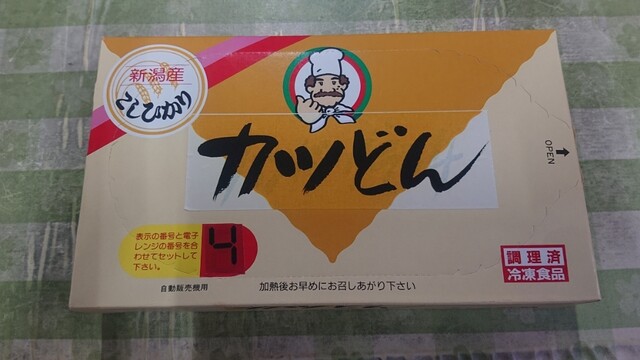 新潟産
こしひかり
カツどん
OPEN
表示の番号と電子
レンジの番号を合
わせてセットして
下さい。
4
自動販売機用
加熱後お早めにお召しあがり下さい
調理済
冷凍食品